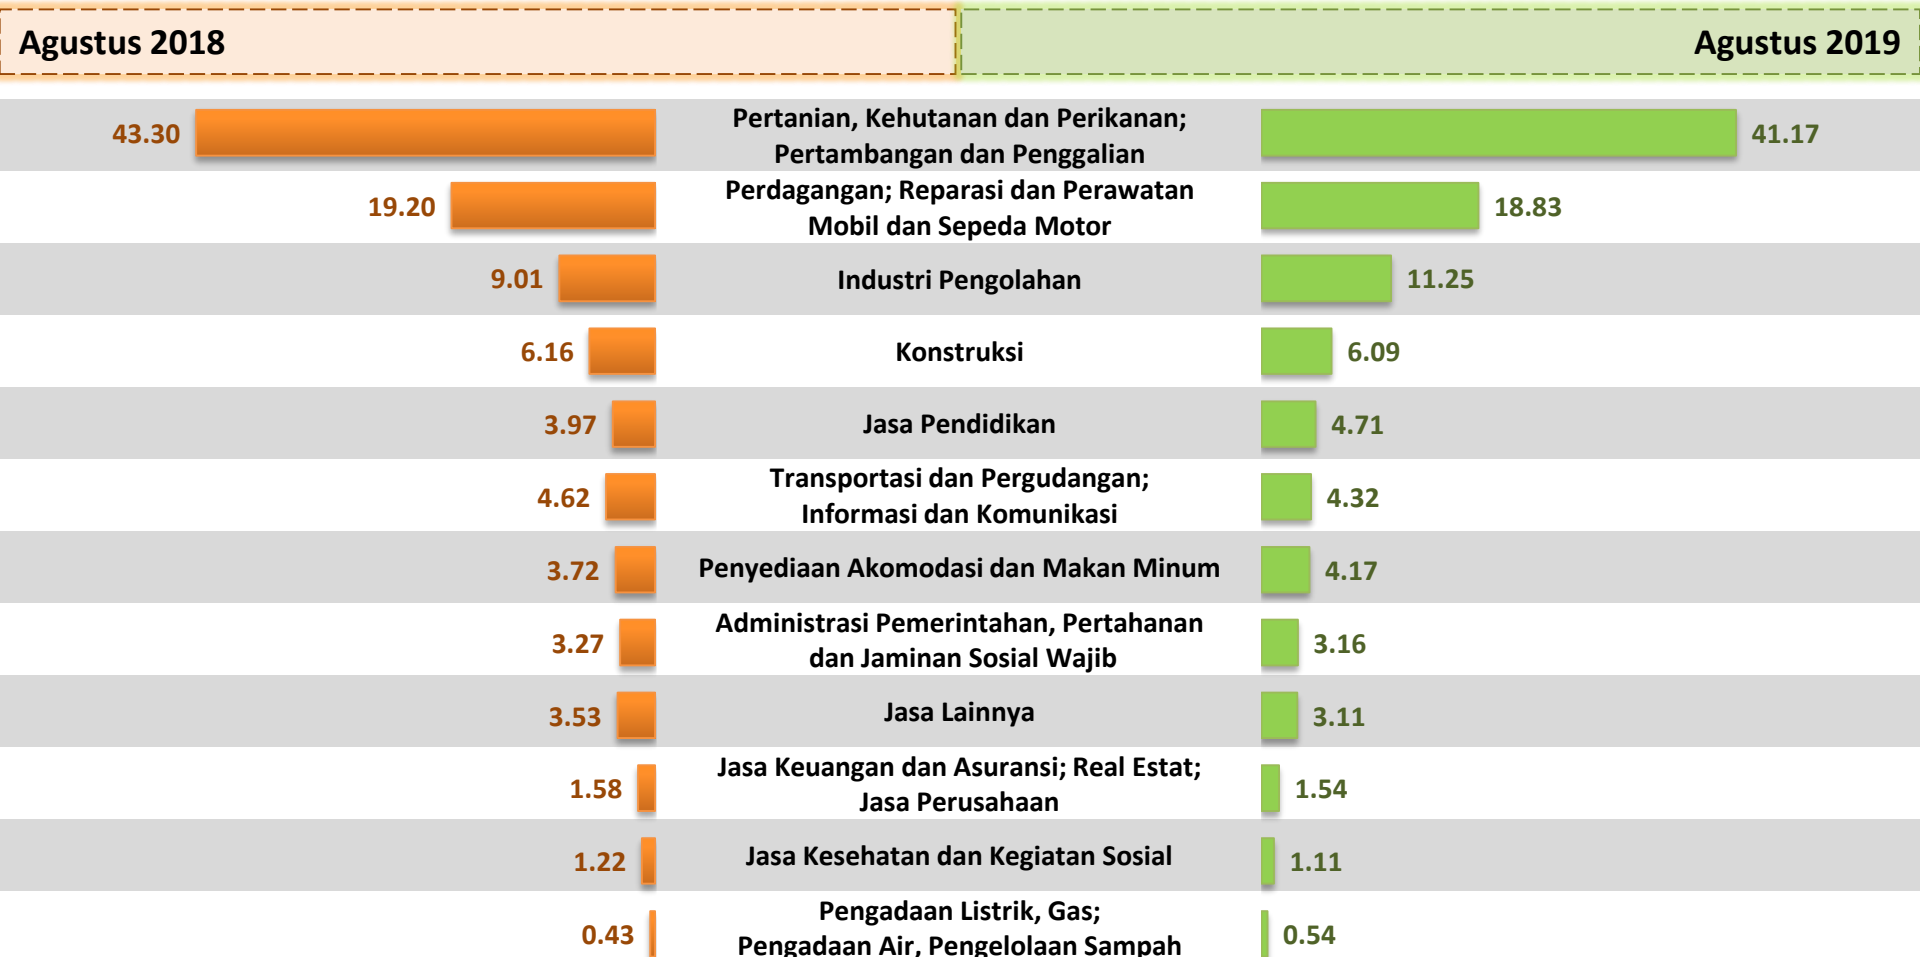 Agustus 2018
Agustus 2019
43.30
Pertanian, Kehutanan dan Perikanan;
Pertambangan dan Penggalian
41.17
19.20
Perdagangan; Reparasi dan Perawatan
Mobil dan Sepeda Motor
18.83
9.01
Industri Pengolahan
11.25
6.16
Konstruksi
6.09
3.97
Jasa Pendidikan
4.71
4.62
Transportasi dan Pergudangan;
Informasi dan Komunikasi
4.32
3.72
Penyediaan Akomodasi dan Makan Minum
4.17
3.27
Administrasi Pemerintahan, Pertahanan
dan Jaminan Sosial Wajib
3.16
3.53
Jasa Lainnya
3.11
1.58
Jasa Keuangan dan Asuransi; Real Estat;
Jasa Perusahaan
1.54
1.22
Jasa Kesehatan dan Kegiatan Sosial
1.11
0.43
Pengadaan Listrik, Gas;
Pengadaan Air, Pengelolaan Sampah
0.54